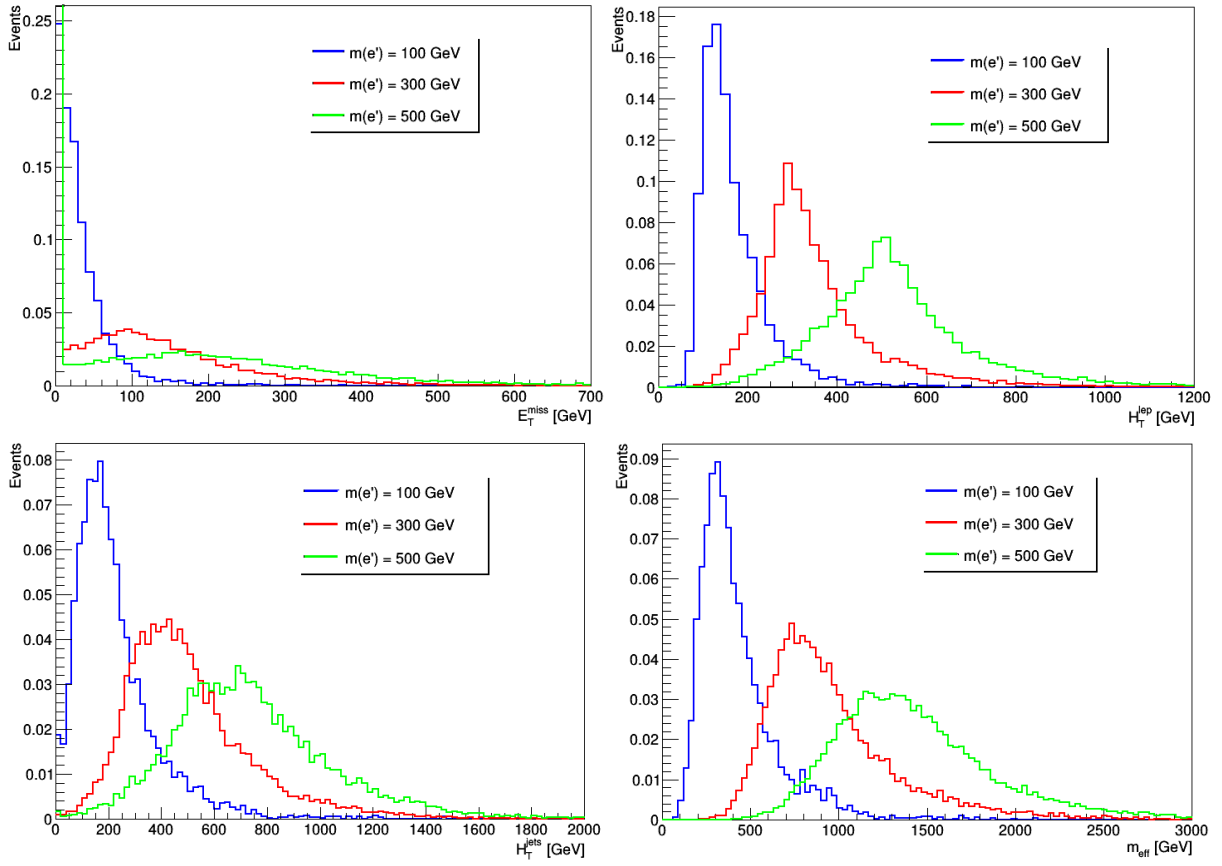 Events
0.25
0.2
0.15
0.1
0.05
0
m(e') = 100 GeV
m(e') = 300 GeV
m(e') = 500 GeV
0 100 200 300 400 500 600 700
E_T^miss [GeV]
Events
0.18
0.16
0.14
0.12
0.1
0.08
0.06
0.04
0.02
0
m(e') = 100 GeV
m(e') = 300 GeV
m(e') = 500 GeV
0 200 400 600 800 1000 1200
H_T^lep [GeV]
Events
0.08
0.07
0.06
0.05
0.04
0.03
0.02
0.01
0
m(e') = 100 GeV
m(e') = 300 GeV
m(e') = 500 GeV
0 200 400 600 800 1000 1200 1400 1600 1800 2000
H_T^jets [GeV]
Events
0.09
0.08
0.07
0.06
0.05
0.04
0.03
0.02
0.01
0
m(e') = 100 GeV
m(e') = 300 GeV
m(e') = 500 GeV
0 500 1000 1500 2000 2500 3000
m_eff [GeV]